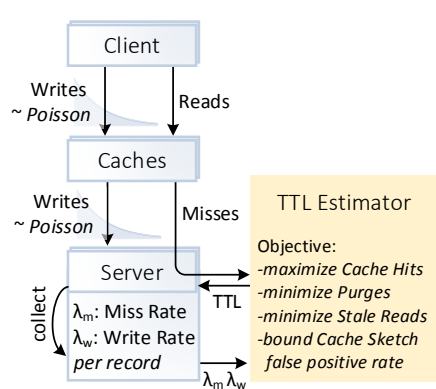 Client
Writes
~ Poisson
Reads
Caches
Writes
~ Poisson
Misses
Server
collect
λm: Miss Rate
λw: Write Rate
per record
TTL
λm λw
TTL Estimator
Objective:
-maximize Cache Hits
-minimize Purges
-minimize Stale Reads
-bound Cache Sketch
false positive rate